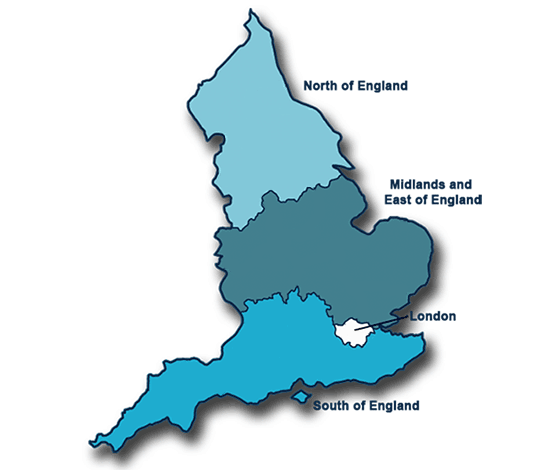 North of England
Midlands and
East of England
London
South of England